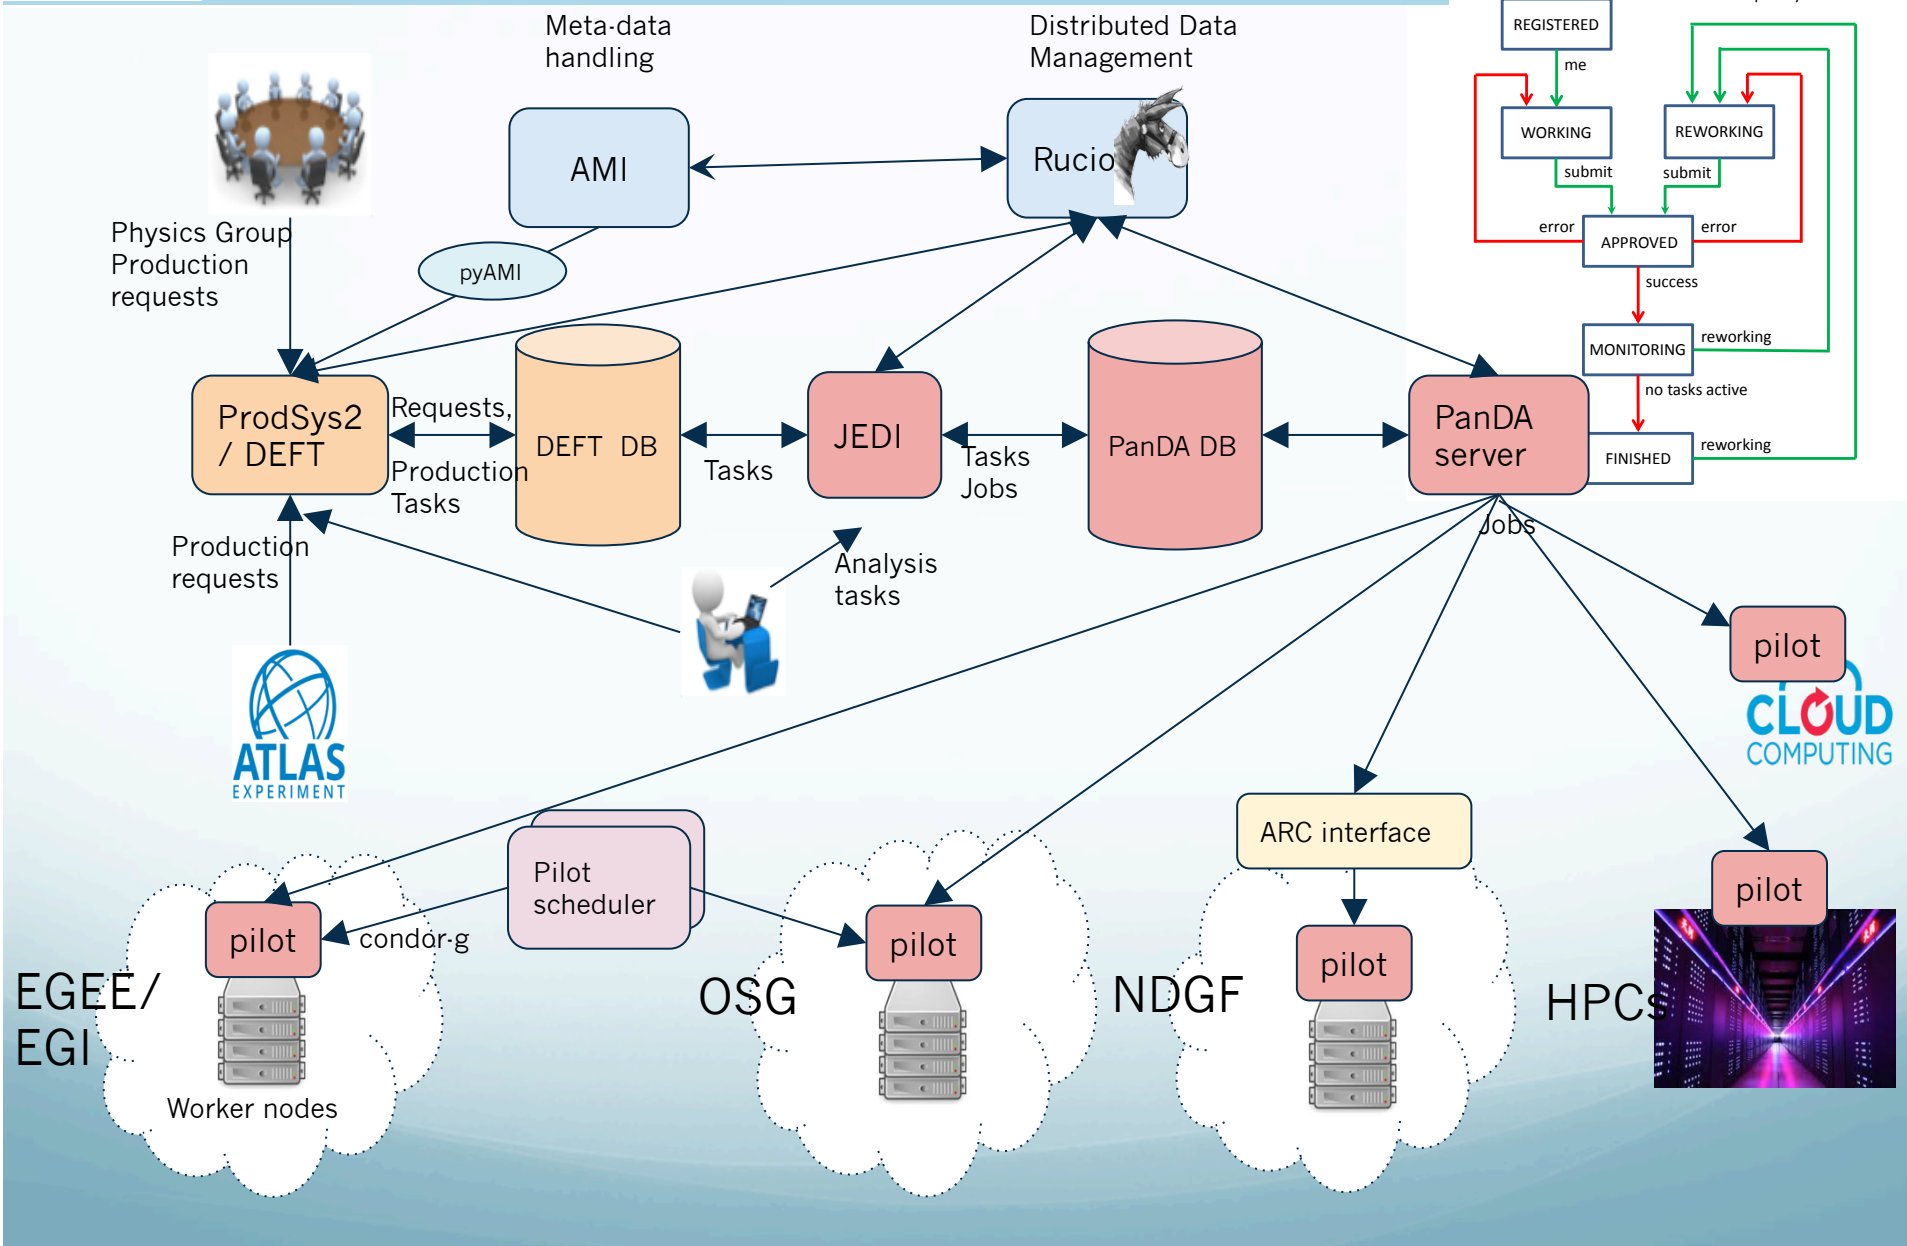 Meta-data
handling
Distributed Data
Management
REGISTERED
me
WORKING
REWORKING
submit
submit
error
APPROVED
error
success
MONITORING
reworking
no tasks active
FINISHED
reworking
AMI
Rucio
Physics Group
Production
requests
pyAMI
ProdSys2
/ DEFT
Requests,
Production
Tasks
DEFT DB
Tasks
JEDI
Tasks
Jobs
PanDA DB
PanDA
server
Jobs
Production
requests
Analysis
tasks
ATLAS
EXPERIMENT
pilot
CLOUD
COMPUTING
ARC interface
Pilot
scheduler
condor-g
pilot
pilot
pilot
pilot
EGEE/
EGI
OSG
NDGF
HPCs
Worker nodes